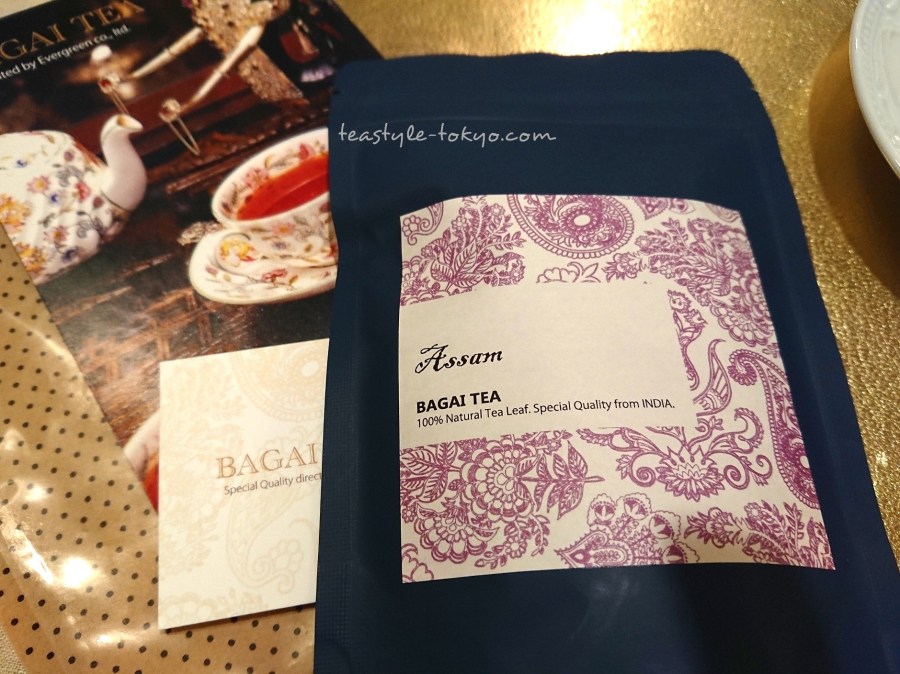 GAI TEA
ted by Evergreen co., ltd.
teastyle-tokyo.com
Assam
BAGAI TEA
100% Natural Tea Leaf. Special Quality from INDIA.
BAGAI
Special Quality direct